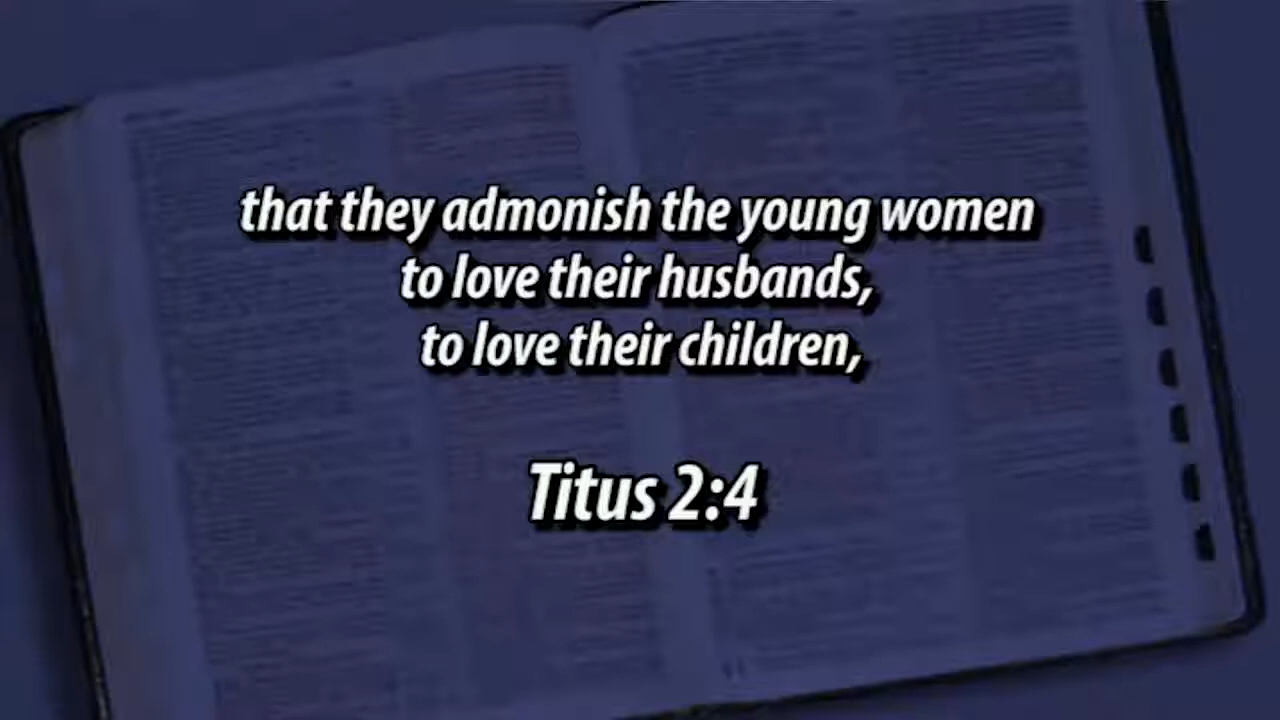 that they admonish the young women
to love their husbands,
to love their children,
Titus 2:4